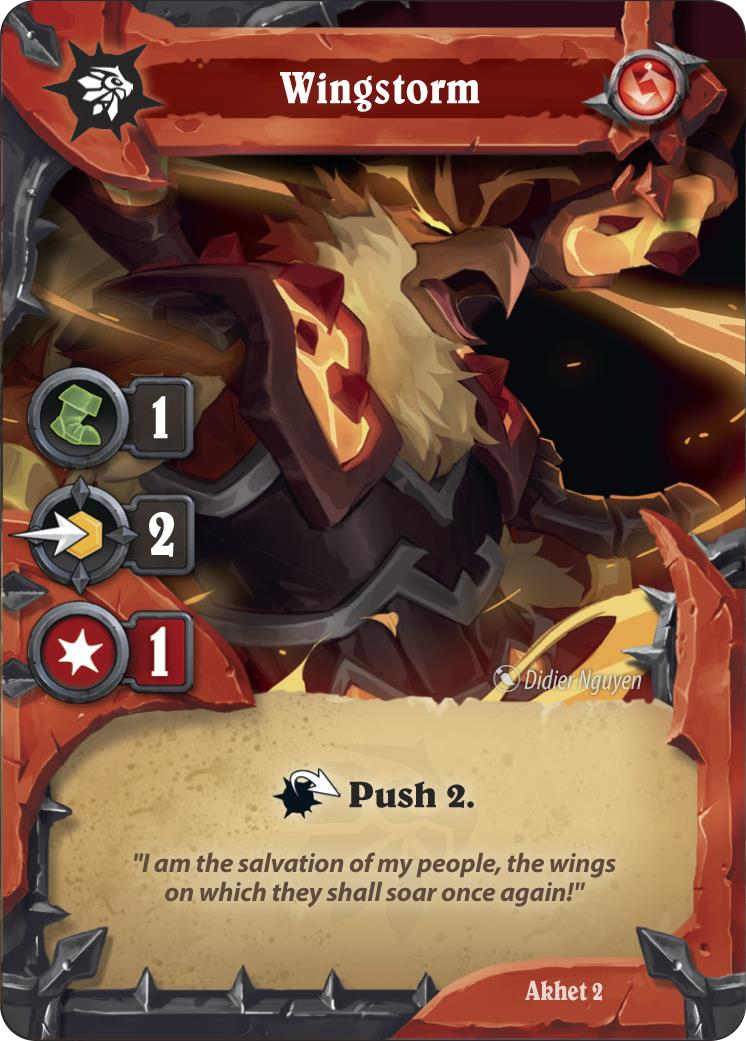 Wingstorm
1
2
1
Didier Nguyen
Push 2.
"I am the salvation of my people, the wings
on which they shall soar once again!"
Akhet 2